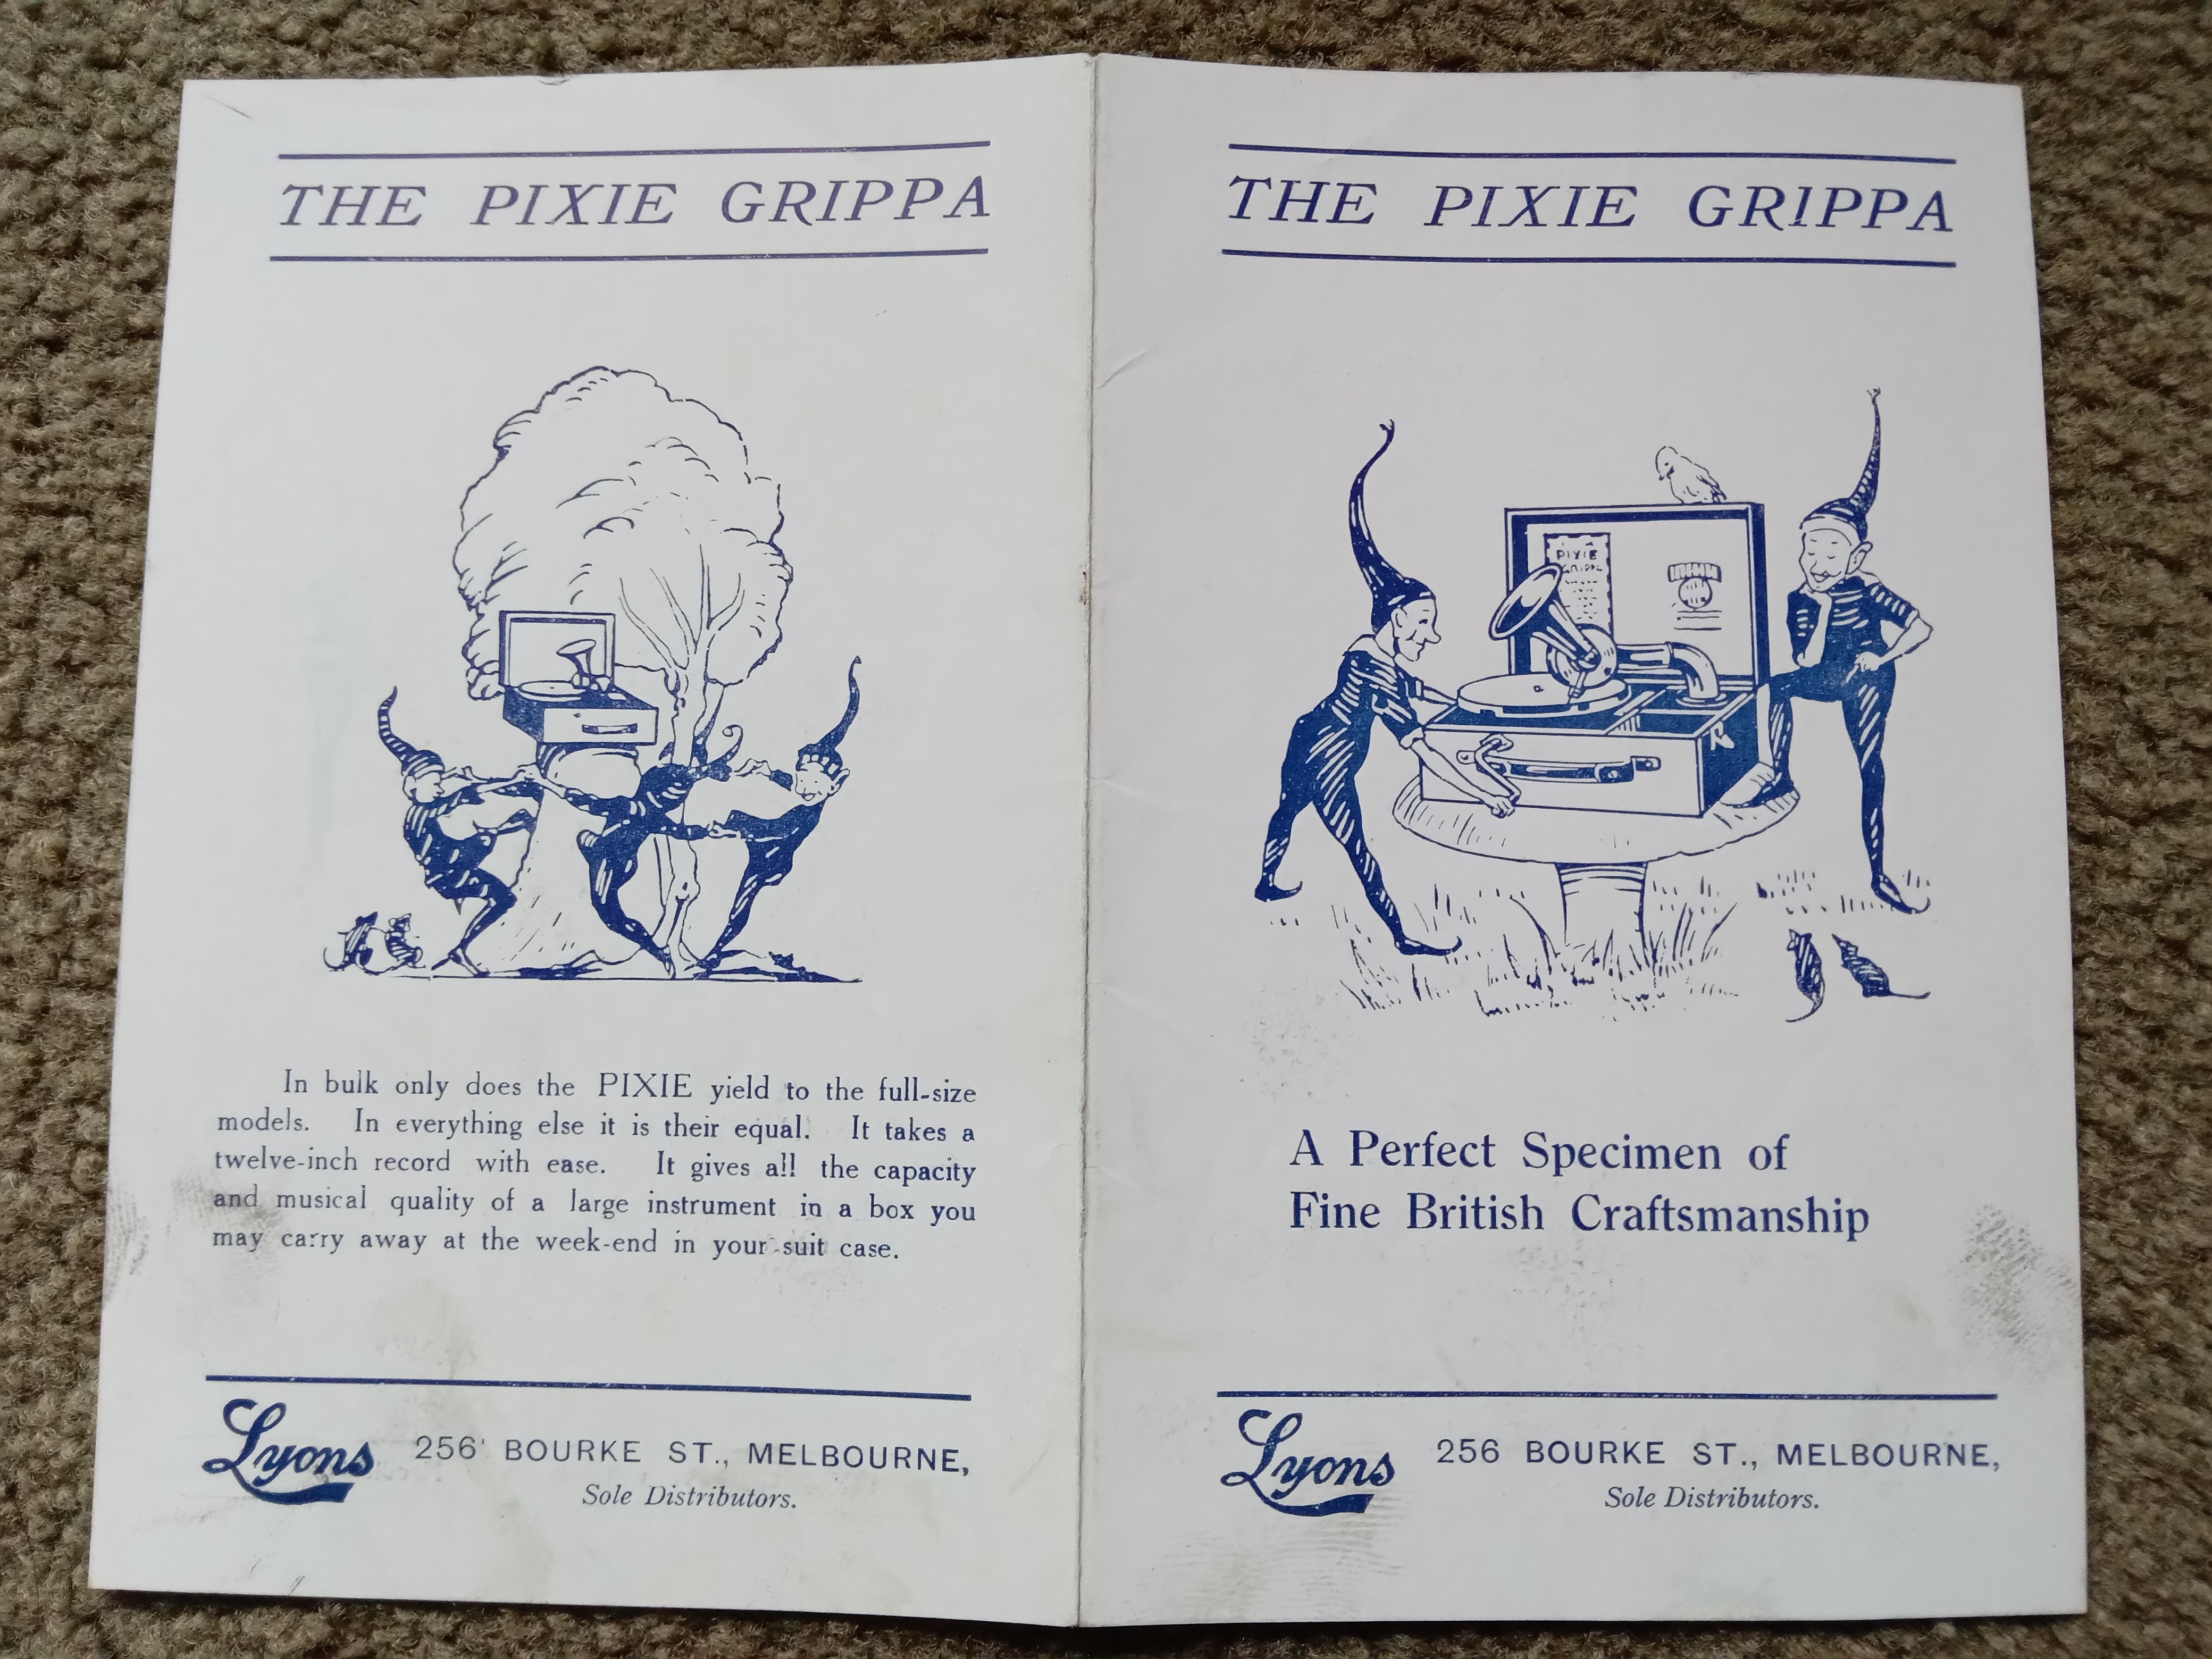 THE PIXIE GRIPPA
In bulk only does the PIXIE yield to the full-size
models. In everything else it is their equal. It takes a
twelve-inch record with ease. It gives all the capacity
and musical quality of a large instrument in a box you
may carry away at the week-end in your suit case.
Lyons 256 BOURKE ST., MELBOURNE,
Sole Distributors.
THE PIXIE GRIPPA
PIXIE
GRIPPA
A Perfect Specimen of
Fine British Craftsmanship
Lyons 256 BOURKE ST., MELBOURNE,
Sole Distributors.